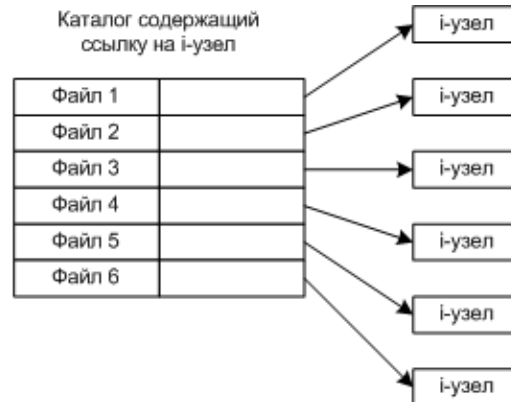 Каталог содержащий
ссылку на i-узел
Файл 1
Файл 2
Файл 3
Файл 4
Файл 5
Файл 6
i-узел
i-узел
i-узел
i-узел
i-узел
i-узел